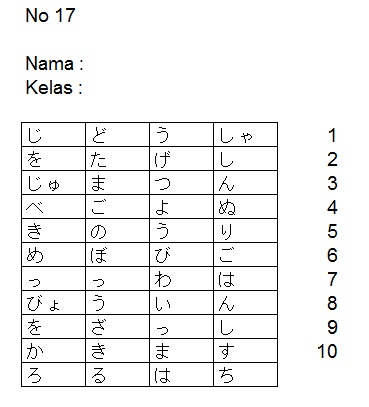 No 17
Nama :
Kelas :
じ ど う しゃ 1
を た げ し 2
じゅ ま つ ん 3
べ ご よ ぬ 4
き の う り 5
め ぼ び ご 6
っ っ わ は 7
びょ う い ん 8
を ざ っ し 9
か き ま す 10
ろ る は ち